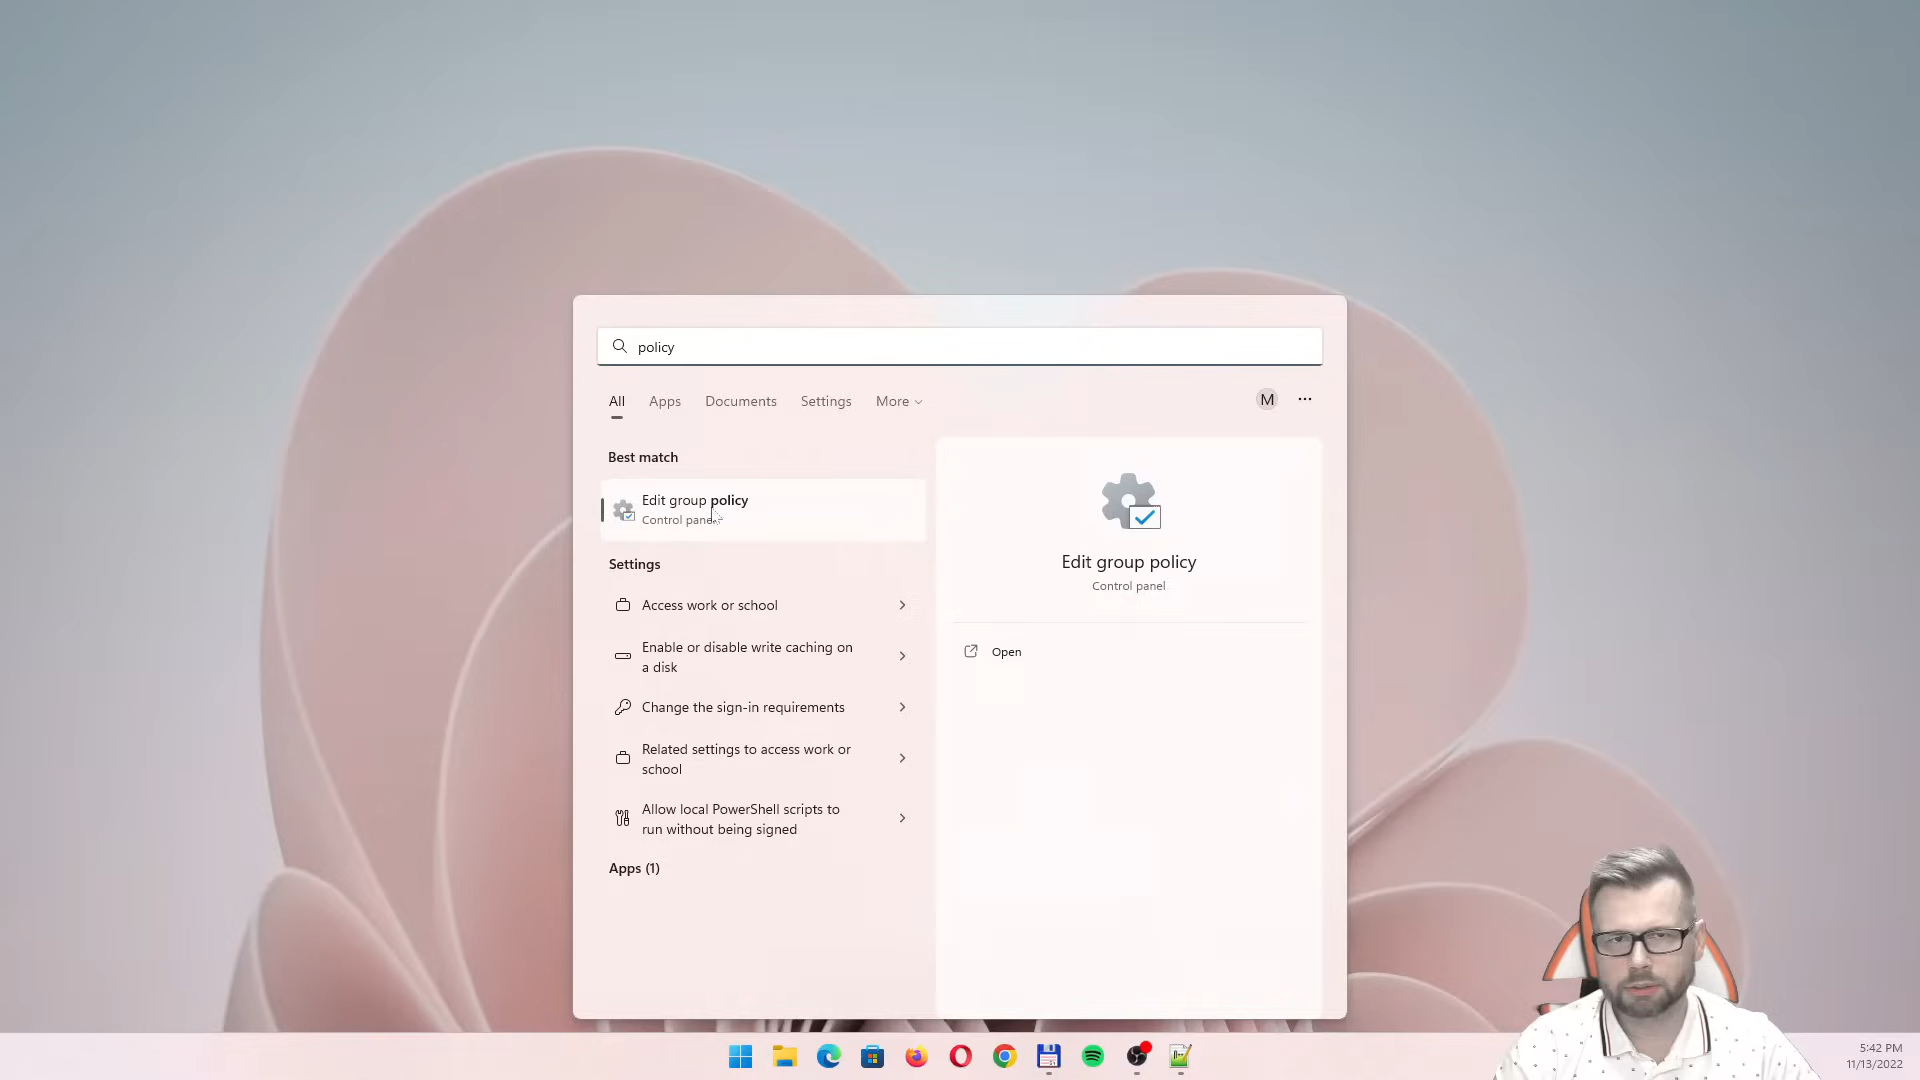 policy
All Apps Documents Settings More M
Best match
Edit group policy
Control panel
Settings
Access work or school
Enable or disable write caching on
a disk
Change the sign-in requirements
Related settings to access work or
school
Allow local PowerShell scripts to
run without being signed
Apps (1)
Edit group policy
Control panel
Open
5:42 PM
11/13/2022